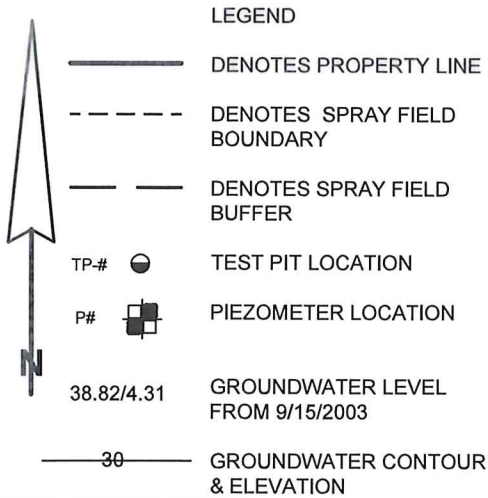 LEGEND
DENOTES PROPERTY LINE
DENOTES SPRAY FIELD
BOUNDARY
DENOTES SPRAY FIELD
BUFFER
TP-# TEST PIT LOCATION
P# PIEZOMETER LOCATION
N
38.82/4.31 GROUNDWATER LEVEL
FROM 9/15/2003
30 GROUNDWATER CONTOUR
& ELEVATION